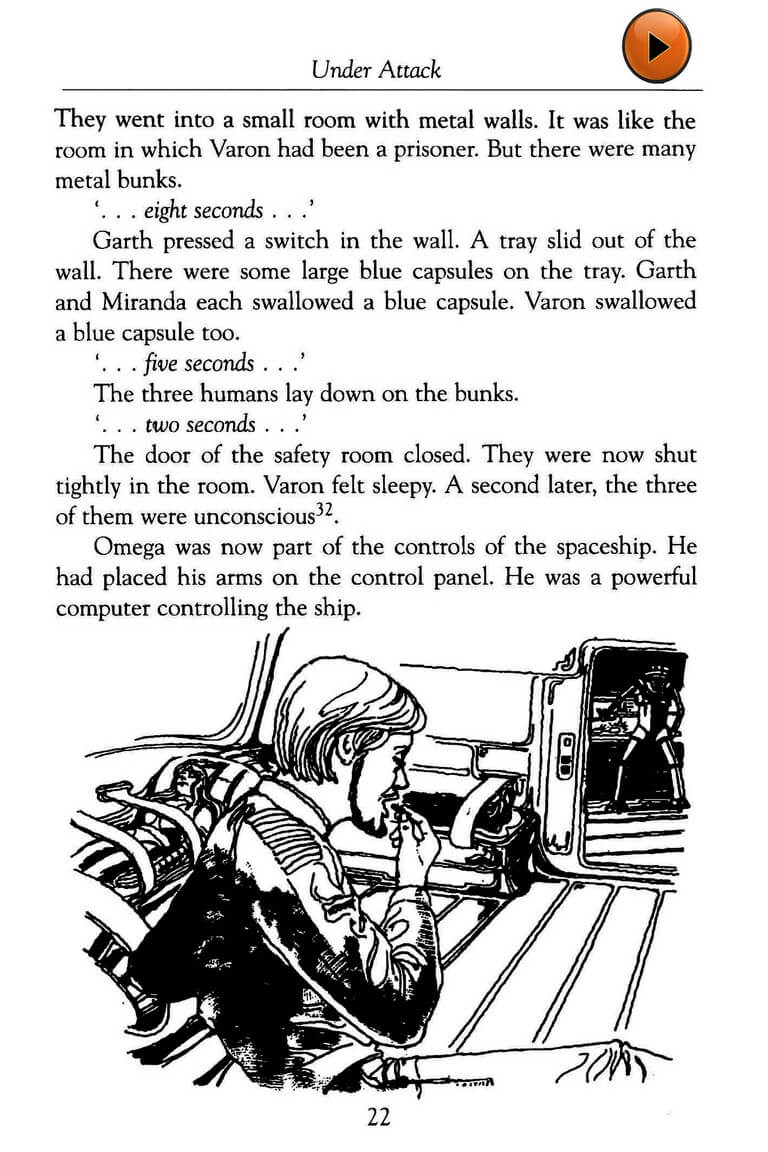 Under Attack
They went into a small room with metal walls. It was like the
room in which Varon had been a prisoner. But there were many
metal bunks.
‘. . . eight seconds . . .’
Garth pressed a switch in the wall. A tray slid out of the
wall. There were some large blue capsules on the tray. Garth
and Miranda each swallowed a blue capsule. Varon swallowed
a blue capsule too.
‘. . . five seconds . . .’
The three humans lay down on the bunks.
‘. . . two seconds . . .’
The door of the safety room closed. They were now shut
tightly in the room. Varon felt sleepy. A second later, the three
of them were unconscious³².
Omega was now part of the controls of the spaceship. He
had placed his arms on the control panel. He was a powerful
computer controlling the ship.
22